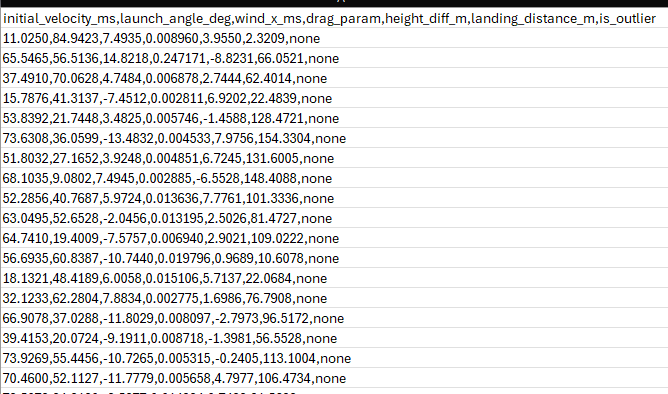 initial_velocity_ms,launch_angle_deg,wind_x_ms,drag_param,height_diff_m,landing_distance_m,is_outlier
11.0250,84.9423,7.4935,0.008960,3.9550,2.3209,none
65.5465,56.5136,14.8218,0.247171,-8.8231,66.0521,none
37.4910,70.0628,4.7484,0.006878,2.7444,62.4014,none
15.7876,41.3137,-7.4512,0.002811,6.9202,22.4839,none
53.8392,21.7448,3.4825,0.005746,-1.4588,128.4721,none
73.6308,36.0599,-13.4832,0.004533,7.9756,154.3304,none
51.8032,27.1652,3.9248,0.004851,6.7245,131.6005,none
68.1035,9.0802,7.4945,0.002885,-6.5528,148.4088,none
52.2856,40.7687,5.9724,0.013636,7.7761,101.3336,none
63.0495,52.6528,-2.0456,0.013195,2.5026,81.4727,none
64.7410,19.4009,-7.5757,0.006940,2.9021,109.0222,none
56.6935,60.8387,-10.7440,0.019796,0.9689,10.6078,none
18.1321,48.4189,6.0058,0.015106,5.7137,22.0684,none
32.1233,62.2804,7.8834,0.002775,1.6986,76.7908,none
66.9078,37.0288,-11.8029,0.008097,-2.7973,96.5172,none
39.4153,20.0724,-9.1911,0.008718,-1.3981,56.5528,none
73.9269,55.4456,-10.7265,0.005315,-0.2405,113.1004,none
70.4600,52.1127,-11.7779,0.005658,4.7977,106.4734,none